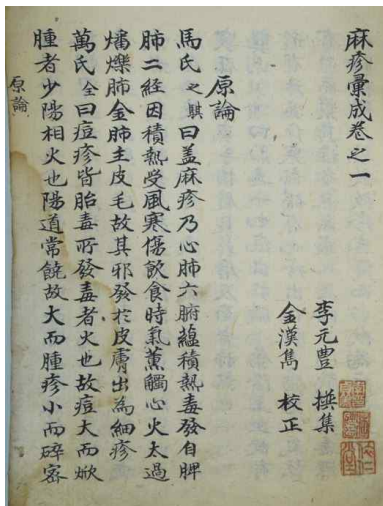 麻疹彙成卷之一
李元豊 撰集
金漢雋 校正
原論
馬氏之騏曰盖麻疹乃心肺六腑蘊積熱毒發自脾
肺二經因積熱受風寒傷飲食時氣薰觸心火太過
燔爍肺金肺主皮毛故其邪發扵皮膚出為細疹
萬氏全曰痘疹皆胎毒所發毒者火也故痘大而焮
腫者少陽相火也陽道常饒故大而腫疹小而碎密
原論